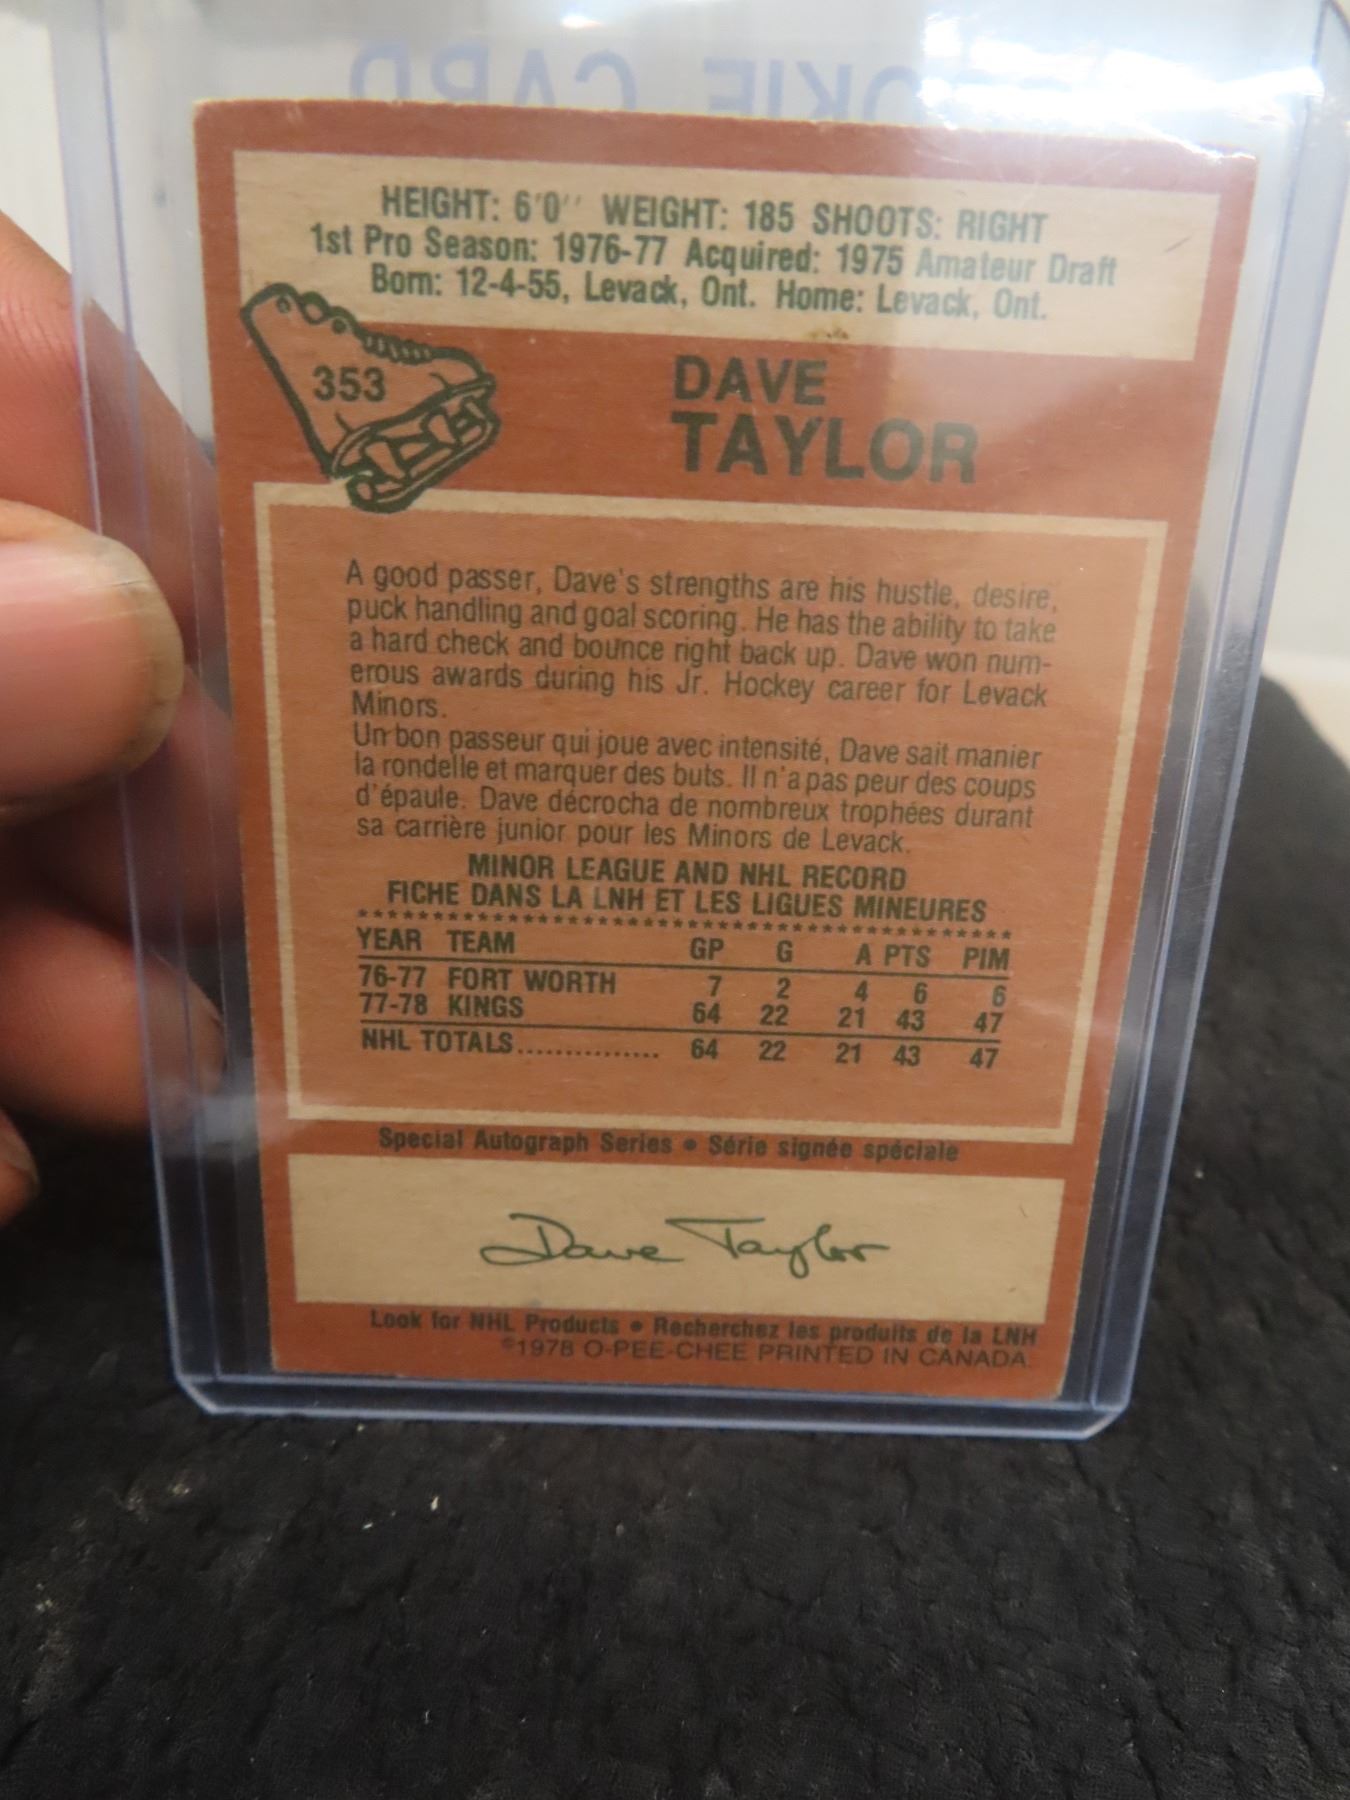 HEIGHT: 6'0'' WEIGHT: 185 SHOOTS: RIGHT
1st Pro Season: 1976-77 Acquired: 1975 Amateur Draft
Born: 12-4-55, Levack, Ont. Home: Levack, Ont.
353
DAVE
TAYLOR
A good passer, Dave's strengths are his hustle, desire,
puck handling and goal scoring. He has the ability to take
a hard check and bounce right back up. Dave won num-
erous awards during his Jr. Hockey career for Levack
Minors.
Un bon passeur qui joue avec intensité, Dave sait manier
la rondelle et marquer des buts. Il n'a pas peur des coups
d'épaule. Dave décrocha de nombreux trophées durant
sa carrière junior pour les Minors de Levack.
MINOR LEAGUE AND NHL RECORD
FICHE DANS LA LNH ET LES LIGUES MINEURES
YEAR TEAM GP G A PTS PIM
76-77 FORT WORTH 7 2 4 6 6
77-78 KINGS 64 22 21 43 47
NHL TOTALS............... 64 22 21 43 47
Special Autograph Series • Série signée spéciale
Dave Taylor
Look for NHL Products • Recherchez les produits de la LNH
©1978 O-PEE-CHEE PRINTED IN CANADA